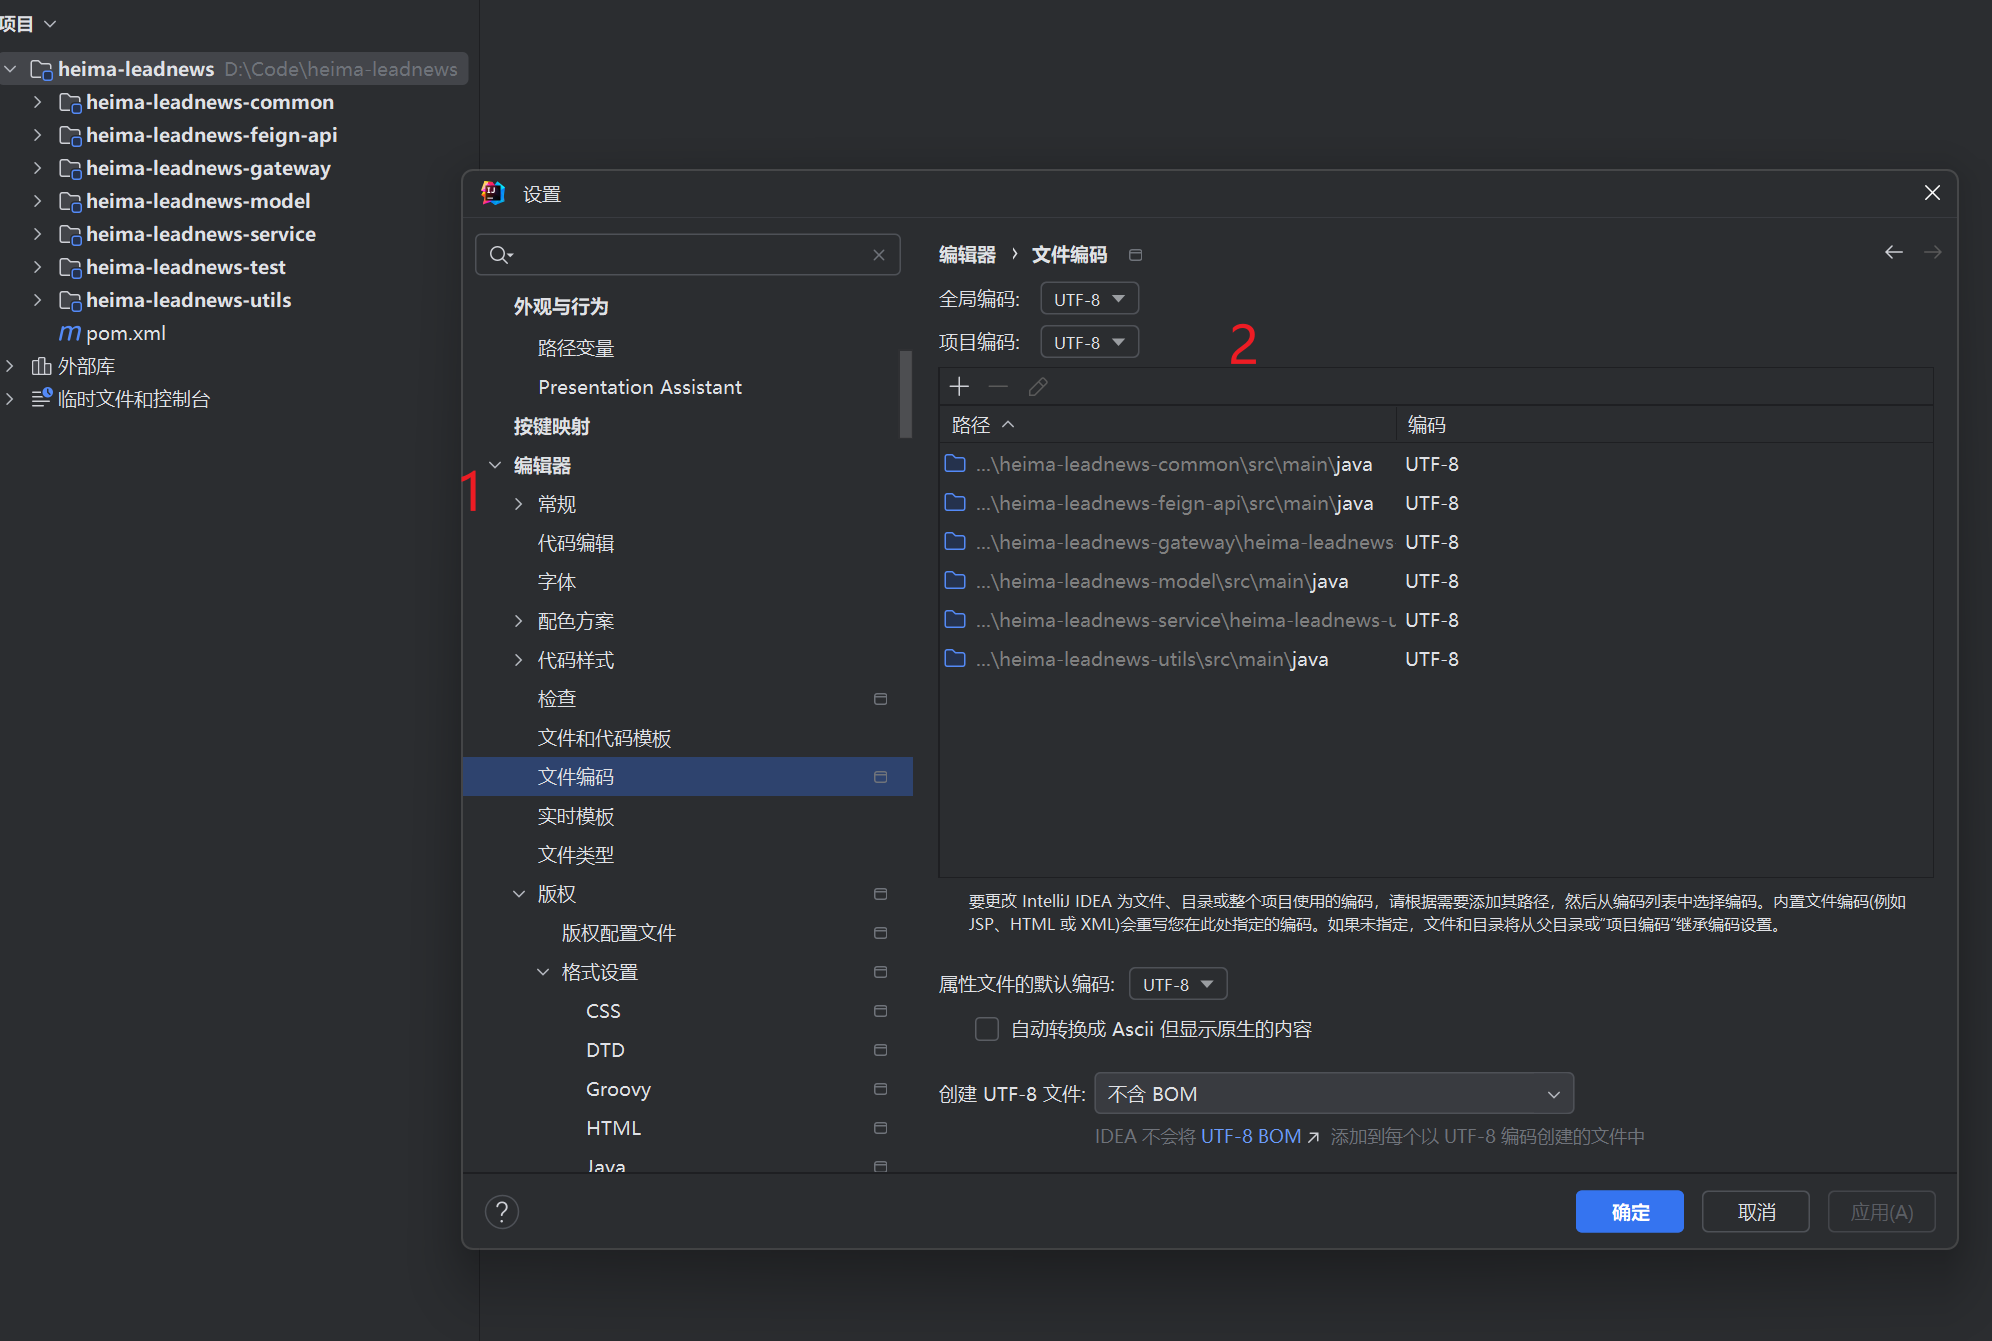 项目
heima-leadnews D:\Code\heima-leadnews
heima-leadnews-common
heima-leadnews-feign-api
heima-leadnews-gateway
heima-leadnews-model
heima-leadnews-service
heima-leadnews-test
heima-leadnews-utils
m pom.xml
外部库
临时文件和控制台
设置
外观与行为
路径变量
Presentation Assistant
按键映射
1
编辑器
常规
代码编辑
字体
配色方案
代码样式
检查
文件和代码模板
文件编码
实时模板
文件类型
版权
版权配置文件
格式设置
CSS
DTD
Groovy
HTML
Java
编辑器 › 文件编码
全局编码: UTF-8
项目编码: UTF-8
2
路径 编码
...\heima-leadnews-common\src\main\java UTF-8
...\heima-leadnews-feign-api\src\main\java UTF-8
...\heima-leadnews-gateway\heima-leadnews- UTF-8
...\heima-leadnews-model\src\main\java UTF-8
...\heima-leadnews-service\heima-leadnews-u UTF-8
...\heima-leadnews-utils\src\main\java UTF-8
要更改 IntelliJ IDEA 为文件、目录或整个项目使用的编码，请根据需要添加其路径，然后从编码列表中选择编码。内置文件编码(例如
JSP、HTML 或 XML)会重写您在此处指定的编码。如果未指定，文件和目录将从父目录或“项目编码”继承编码设置。
属性文件的默认编码: UTF-8
自动转换成 Ascii 但显示原生的内容
创建 UTF-8 文件: 不含 BOM
IDEA 不会将 UTF-8 BOM ↗ 添加到每个以 UTF-8 编码创建的文件中
? 确定 取消 应用(A)